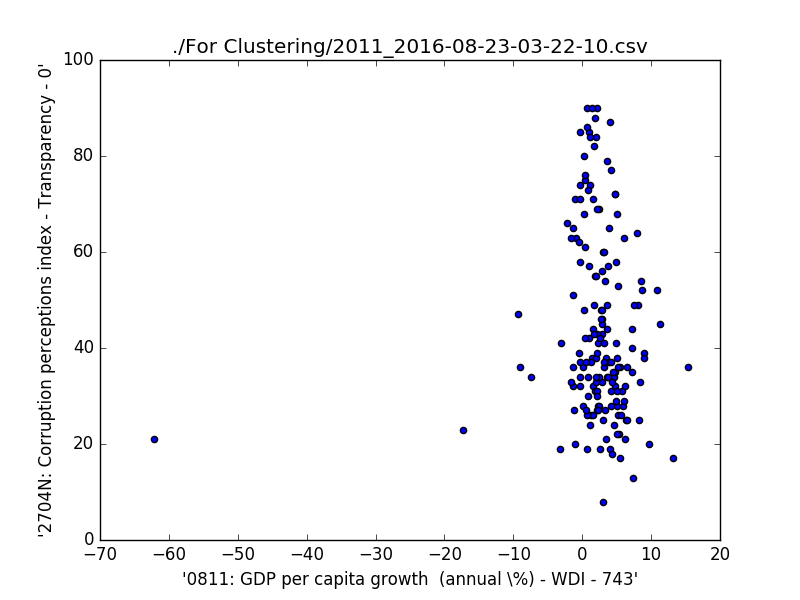 ./For Clustering/2011_2016-08-23-03-22-10.csv
100
80
60
40
20
0
'2704N: Corruption perceptions index - Transparency - 0'
−70 −60 −50 −40 −30 −20 −10 0 10 20
'0811: GDP per capita growth  (annual \%) - WDI - 743'